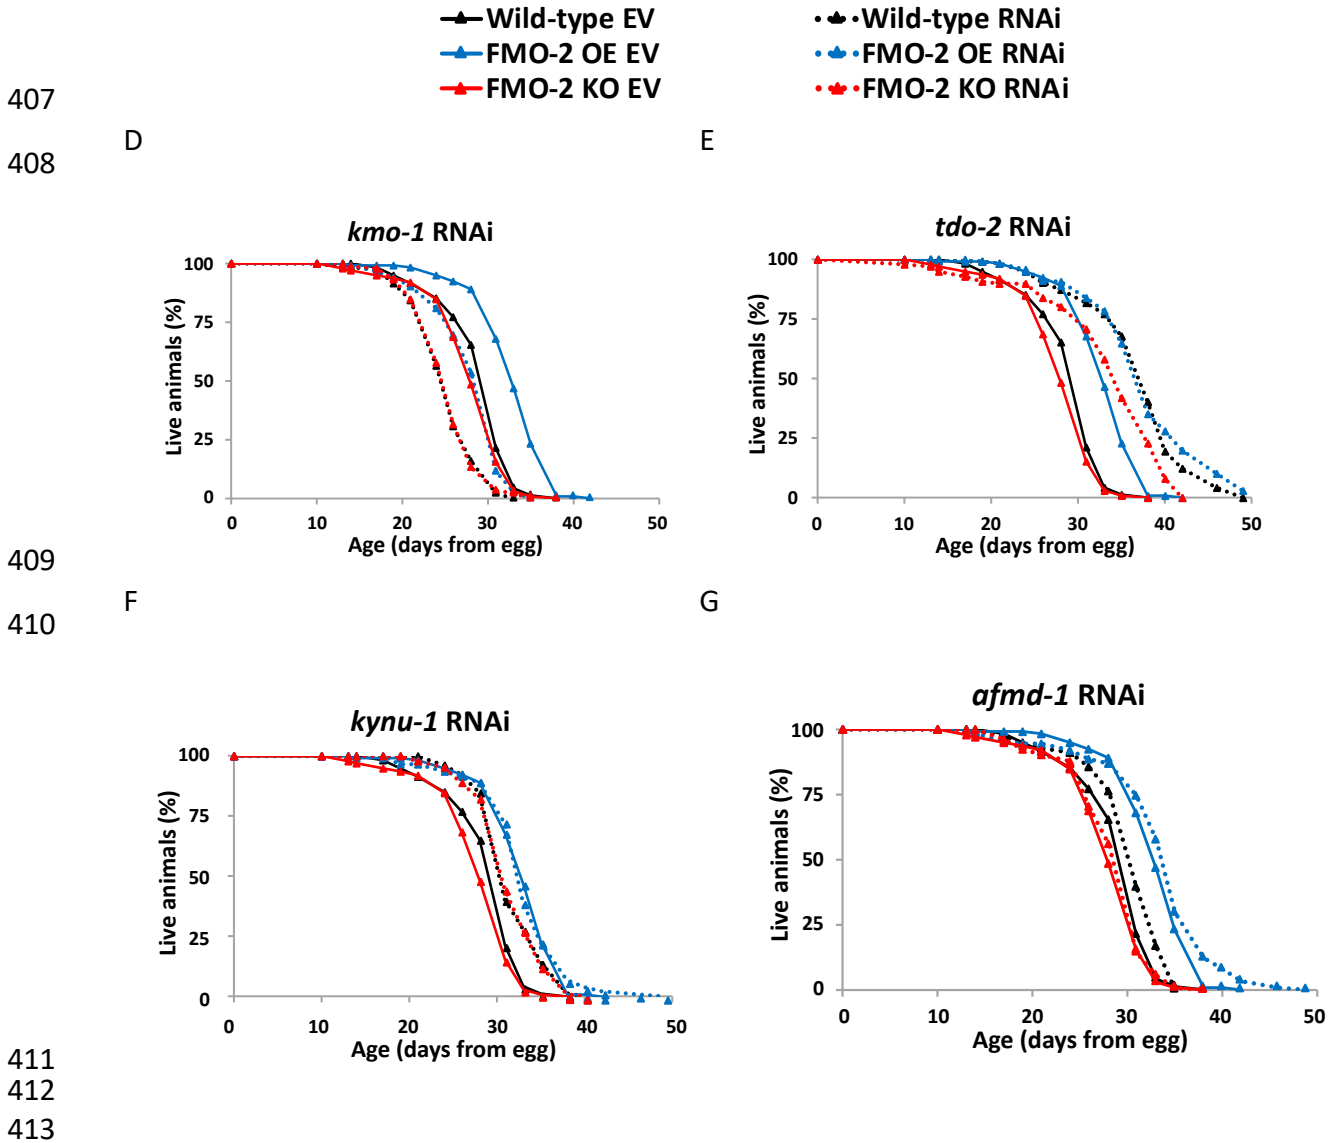 Wild-type EV
Wild-type RNAi
FMO-2 OE EV
FMO-2 OE RNAi
FMO-2 KO EV
FMO-2 KO RNAi
407
D
E
408
kmo-1 RNAi
100
75
50
25
0
Live animals (%)
0 10 20 30 40 50
Age (days from egg)
tdo-2 RNAi
100
75
50
25
0
Live animals (%)
0 10 20 30 40 50
Age (days from egg)
409
F
G
410
kynu-1 RNAi
100
75
50
25
0
Live animals (%)
0 10 20 30 40 50
Age (days from egg)
afmd-1 RNAi
100
75
50
25
0
Live animals (%)
0 10 20 30 40 50
Age (days from egg)
411
412
413